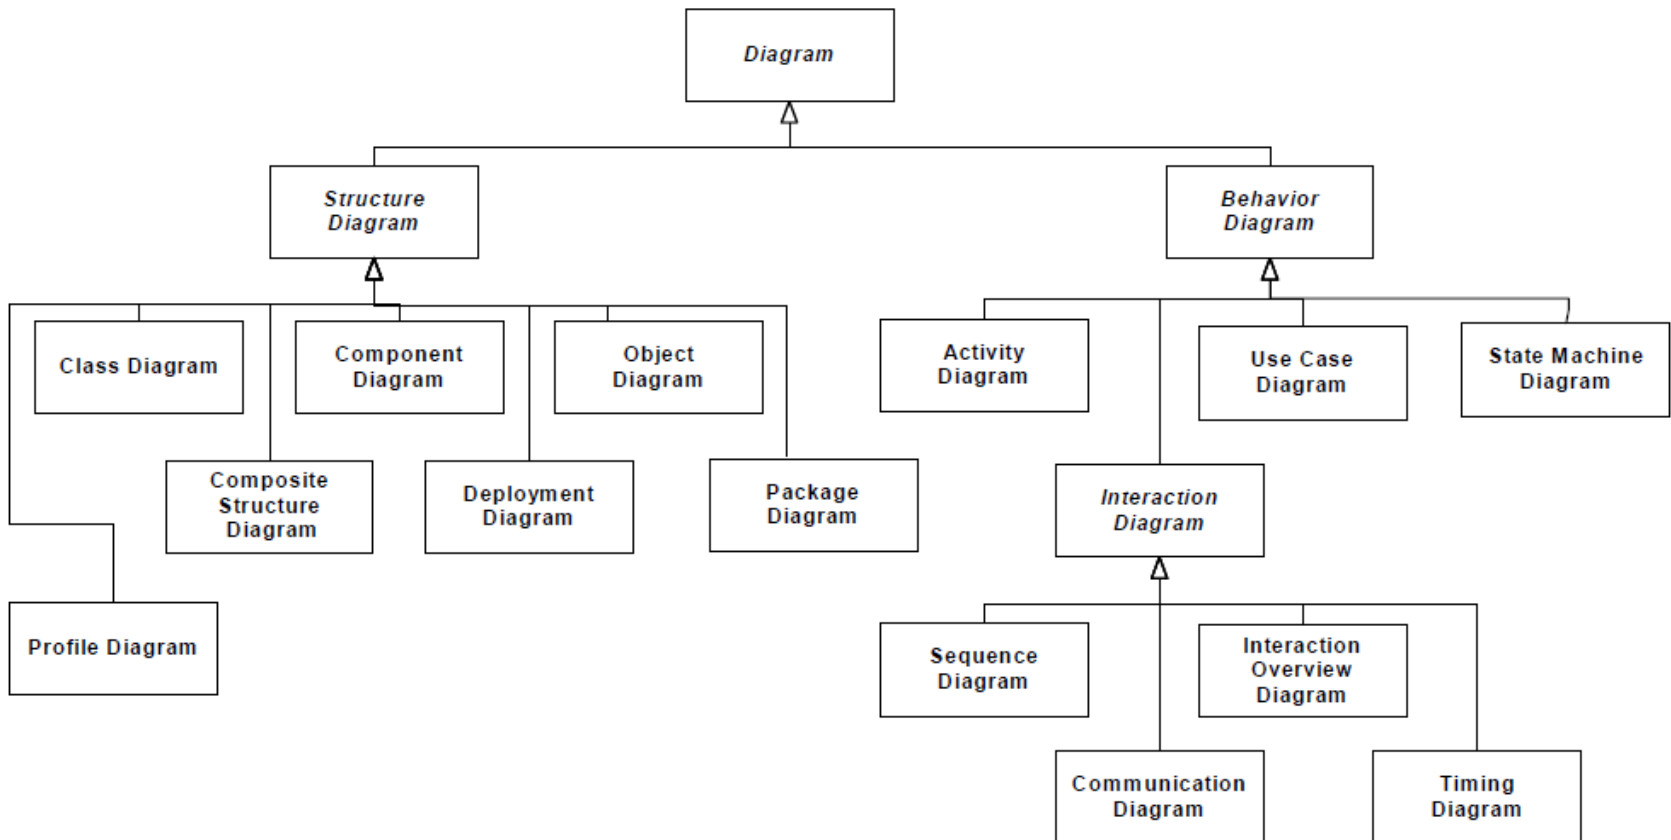 Diagram
Structure
Diagram
Behavior
Diagram
Class Diagram
Component
Diagram
Object
Diagram
Activity
Diagram
Use Case
Diagram
State Machine
Diagram
Composite
Structure
Diagram
Deployment
Diagram
Package
Diagram
Interaction
Diagram
Profile Diagram
Sequence
Diagram
Interaction
Overview
Diagram
Communication
Diagram
Timing
Diagram